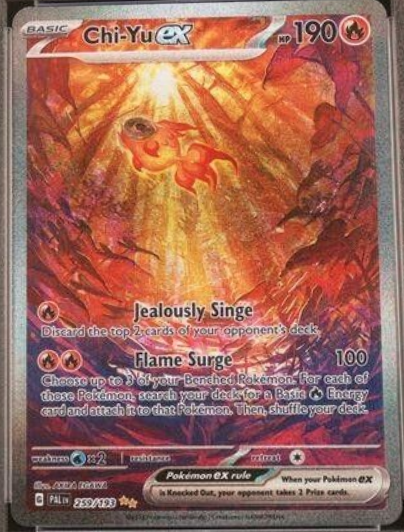 BASIC Chi-Yu ex HP 190
Jealously Singe
Discard the top 2 cards of your opponent's deck.
Flame Surge 100
Choose up to 3 of your Benched Pokémon. For each of
those Pokémon, search your deck for a Basic Energy
card and attach it to that Pokémon. Then, shuffle your deck.
weakness x2 resistance retreat
Illus. AKIRA EGAWA
Pokémon ex rule
When your Pokémon ex
is Knocked Out, your opponent takes 2 Prize cards.
G PAL EN 259/193